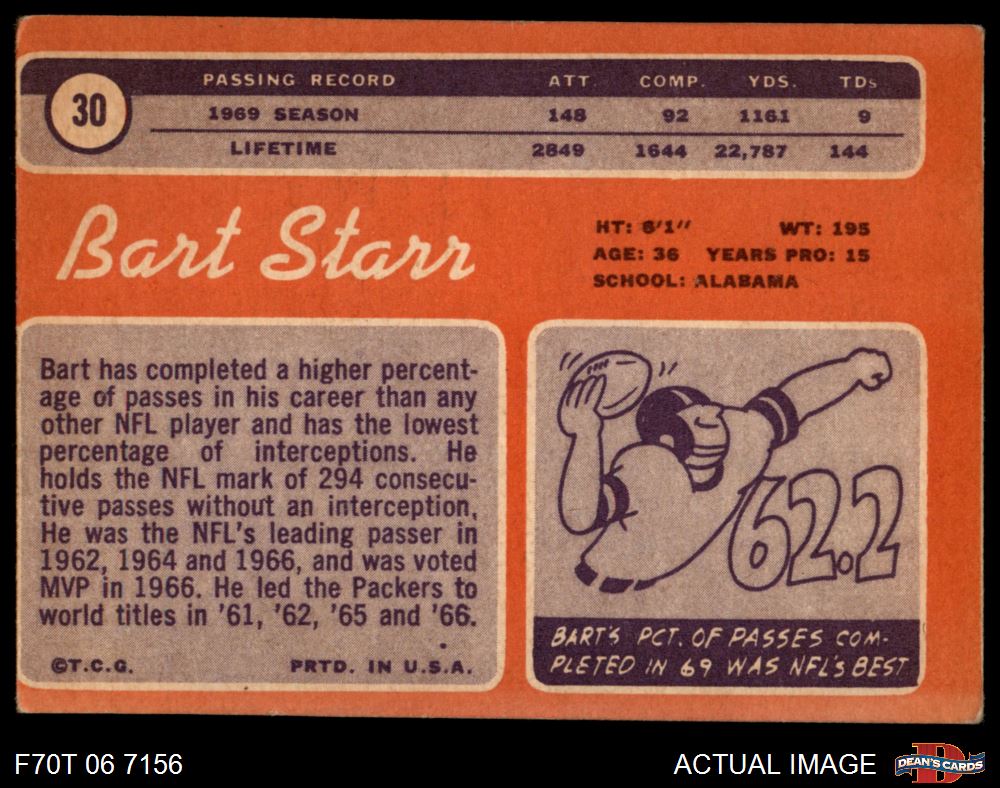 30
PASSING RECORD ATT. COMP. YDS. TDs
1969 SEASON 148 92 1161 9
LIFETIME 2849 1644 22,787 144
Bart Starr
HT: 6'1" WT: 195
AGE: 36 YEARS PRO: 15
SCHOOL: ALABAMA
Bart has completed a higher percent-
age of passes in his career than any
other NFL player and has the lowest
percentage of interceptions. He
holds the NFL mark of 294 consecu-
tive passes without an interception.
He was the NFL's leading passer in
1962, 1964 and 1966, and was voted
MVP in 1966. He led the Packers to
world titles in '61, '62, '65 and '66.
©T.C.G. PRTD. IN U.S.A.
62.2
BART'S PCT. OF PASSES COM-
PLETED IN 69 WAS NFL'S BEST
F70T 06 7156 ACTUAL IMAGE
DEAN'S CARDS